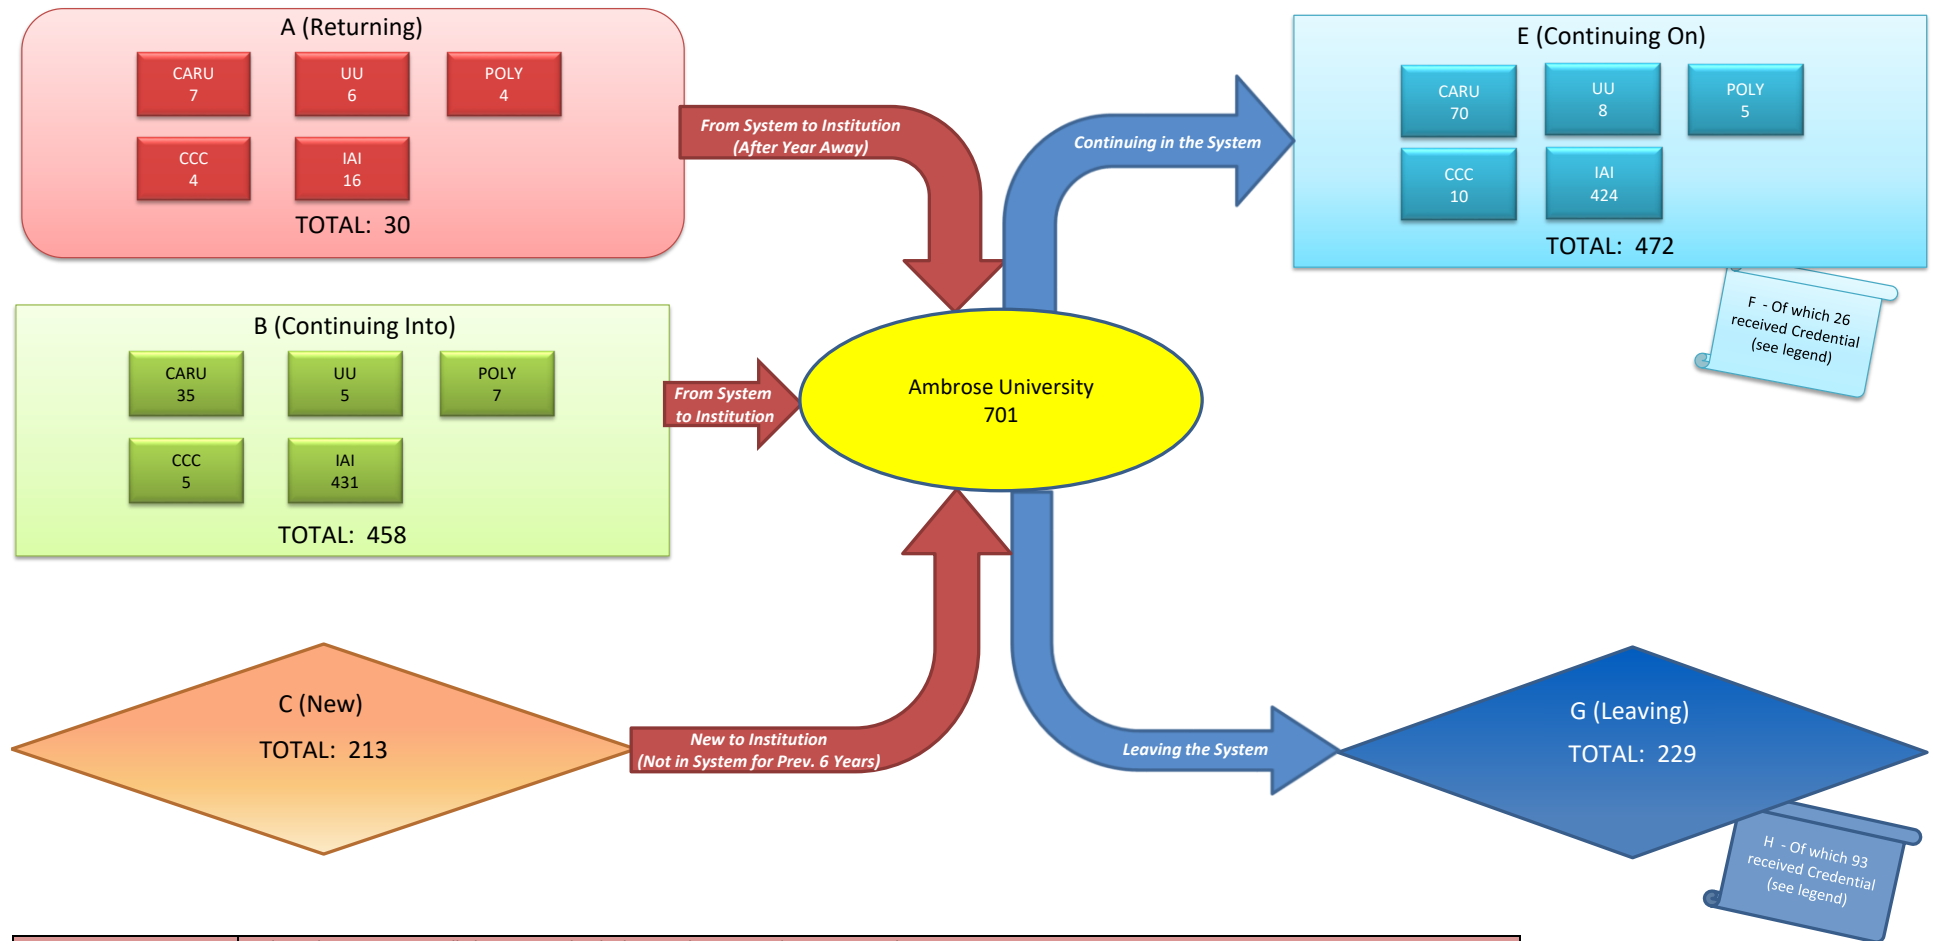 A (Returning)
CARU
7
UU
6
POLY
4
CCC
4
IAI
16
TOTAL: 30
From System to Institution
(After Year Away)
B (Continuing Into)
CARU
35
UU
5
POLY
7
CCC
5
IAI
431
TOTAL: 458
From System
to Institution
C (New)
TOTAL: 213
New to Institution
(Not in System for Prev. 6 Years)
Ambrose University
701
Continuing in the System
E (Continuing On)
CARU
70
UU
8
POLY
5
CCC
10
IAI
424
TOTAL: 472
F - Of which 26
received Credential
(see legend)
Leaving the System
G (Leaving)
TOTAL: 229
H - Of which 93
received Credential
(see legend)